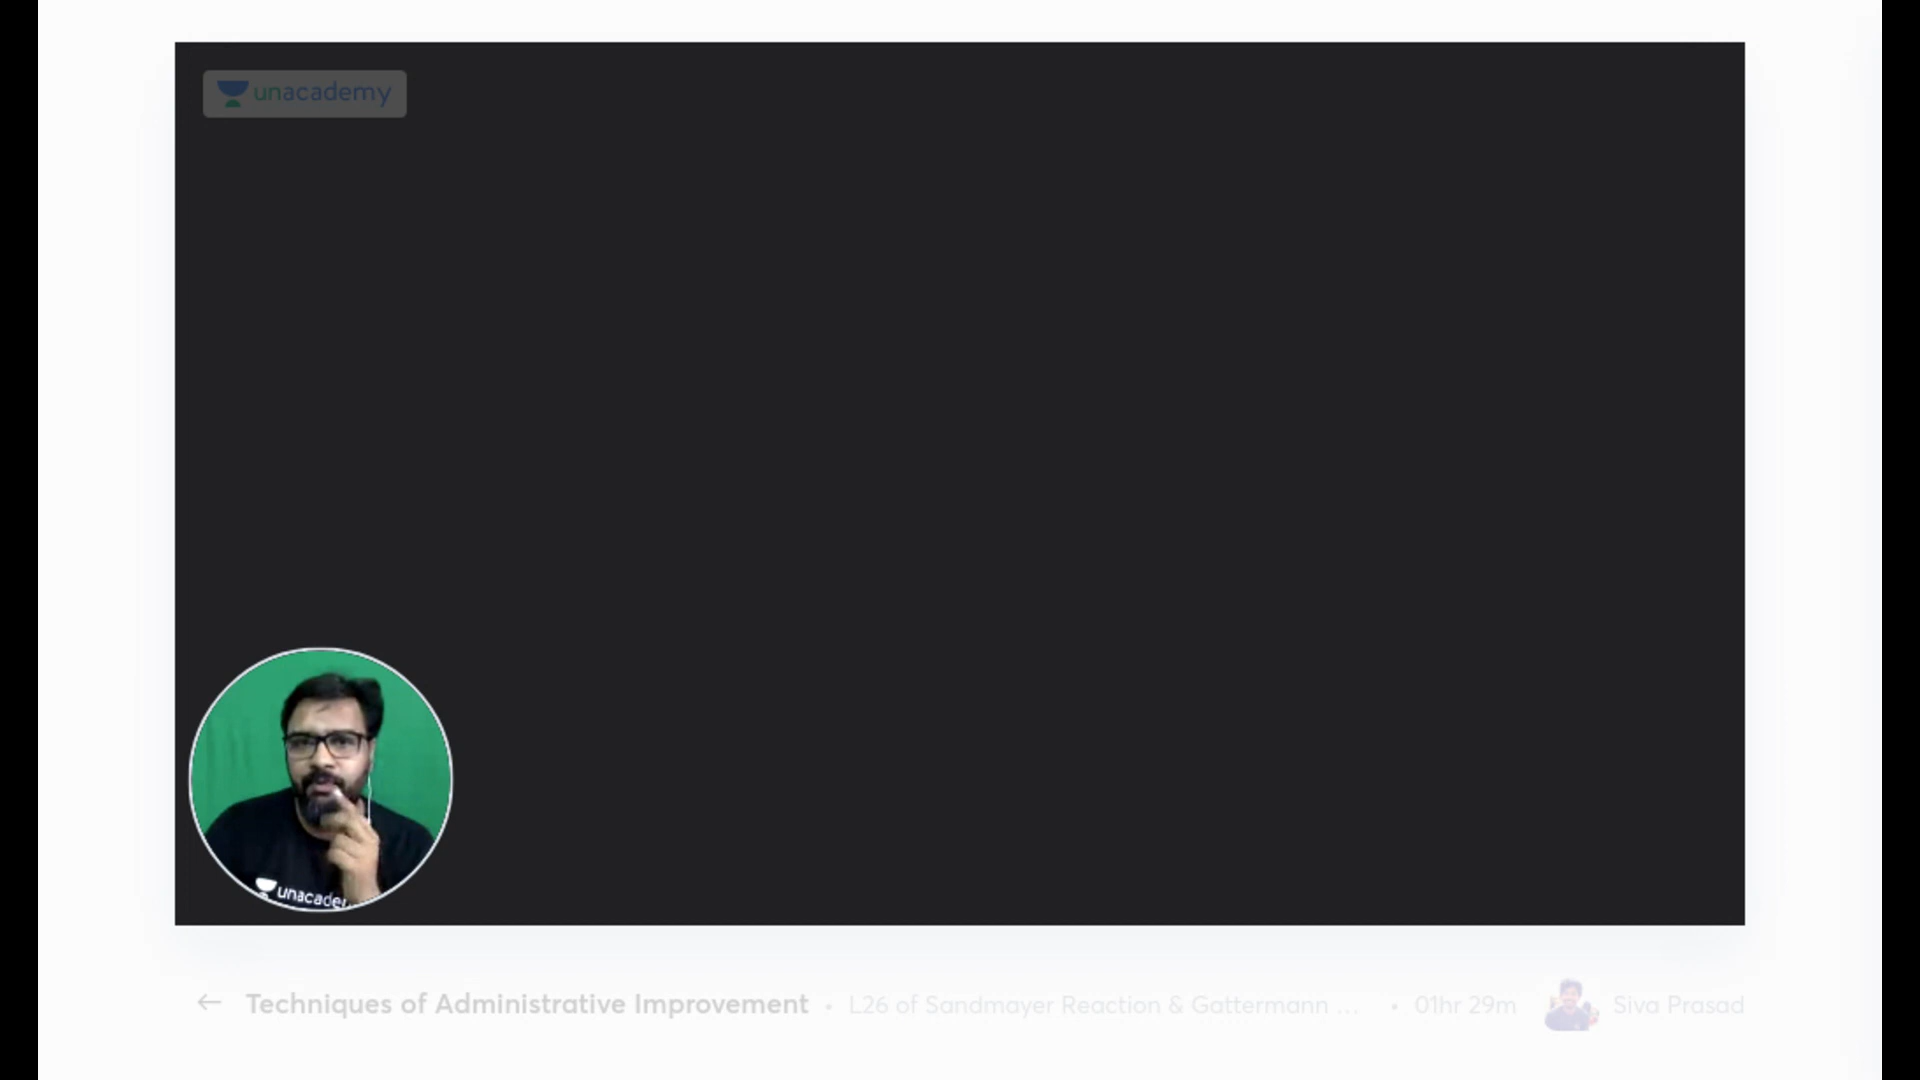 unacademy
unacade
Techniques of Administrative Improvement • L26 of Sandmayer Reaction & Gattermann ... • 01hr 29m Siva Prasad